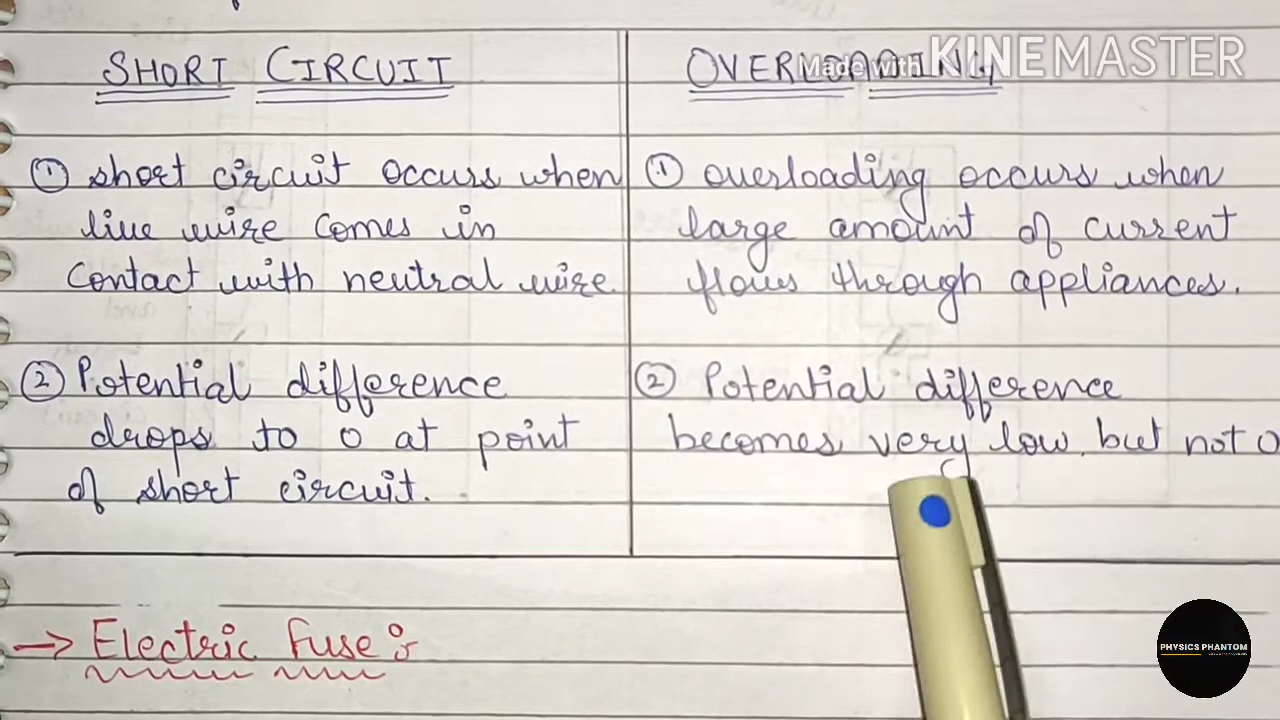 SHORT CIRCUIT
① short circuit occurs when
live wire comes in
contact with neutral wire.
② Potential difference
drops to 0 at point
of short circuit.
OVERLOADING
Made with KINEMASTER
① overloading occurs when
large amount of current
flows through appliances.
② Potential difference
becomes very low but not 0
→ Electric Fuse :-
PHYSICS PHANTOM